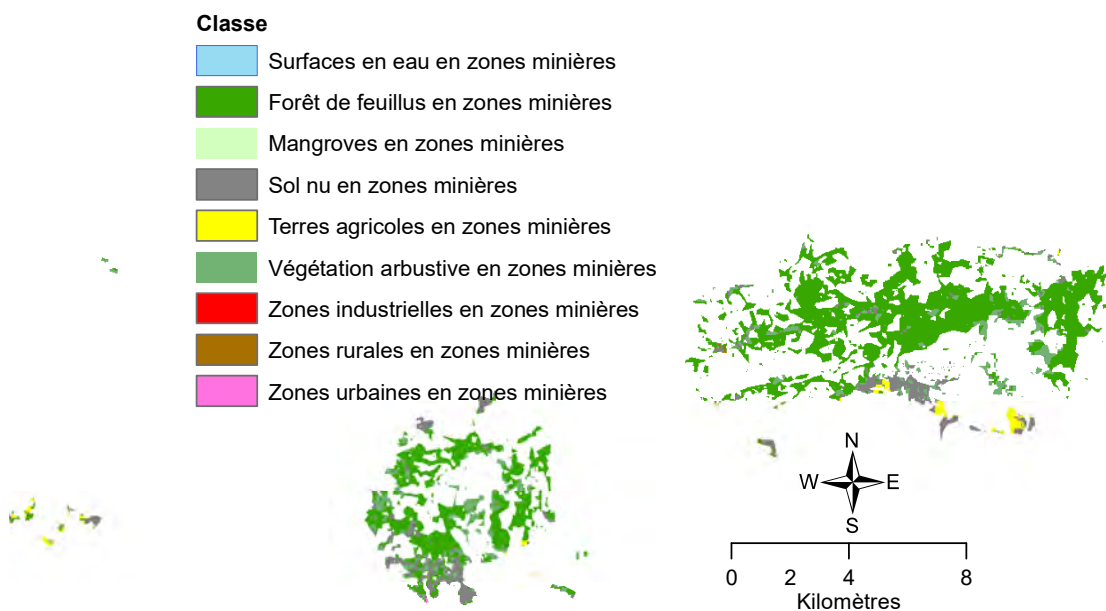 Classe
Surfaces en eau en zones minières
Forêt de feuillus en zones minières
Mangroves en zones minières
Sol nu en zones minières
Terres agricoles en zones minières
Végétation arbustive en zones minières
Zones industrielles en zones minières
Zones rurales en zones minières
Zones urbaines en zones minières
N
W E
S
0 2 4 8
Kilomètres